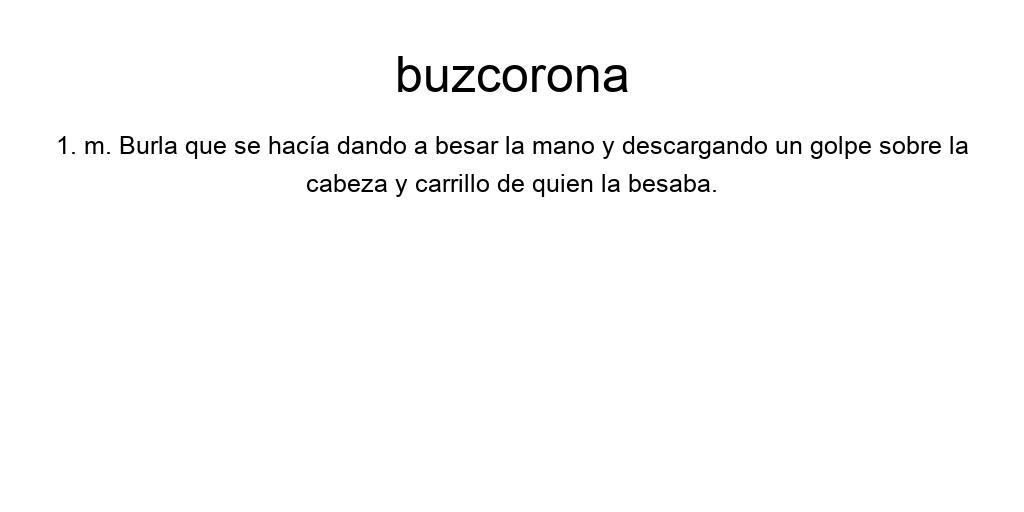 buzcorona
1. m. Burla que se hacía dando a besar la mano y descargando un golpe sobre la
cabeza y carrillo de quien la besaba.